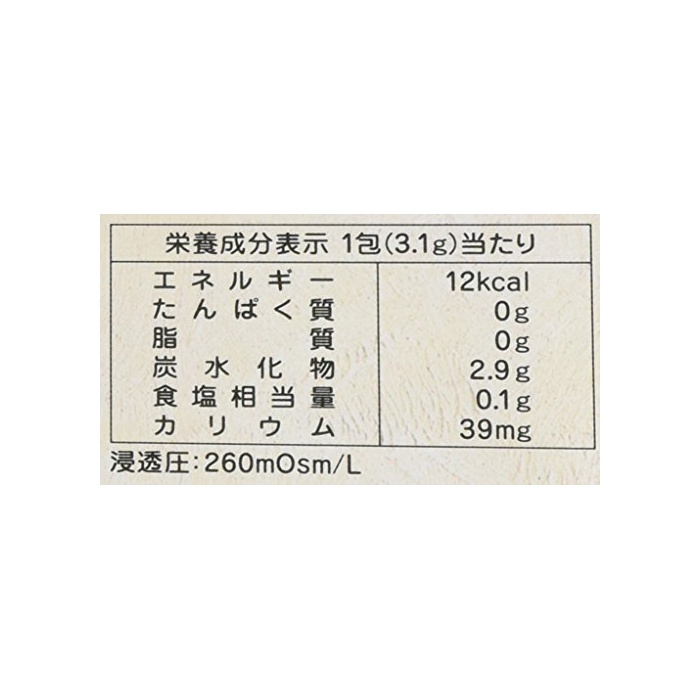 栄養成分表示 1包(3.1g)当たり
エネルギー 12kcal
たんぱく質 0g
脂質 0g
炭水化物 2.9g
食塩相当量 0.1g
カリウム 39mg
浸透圧:260mOsm/L